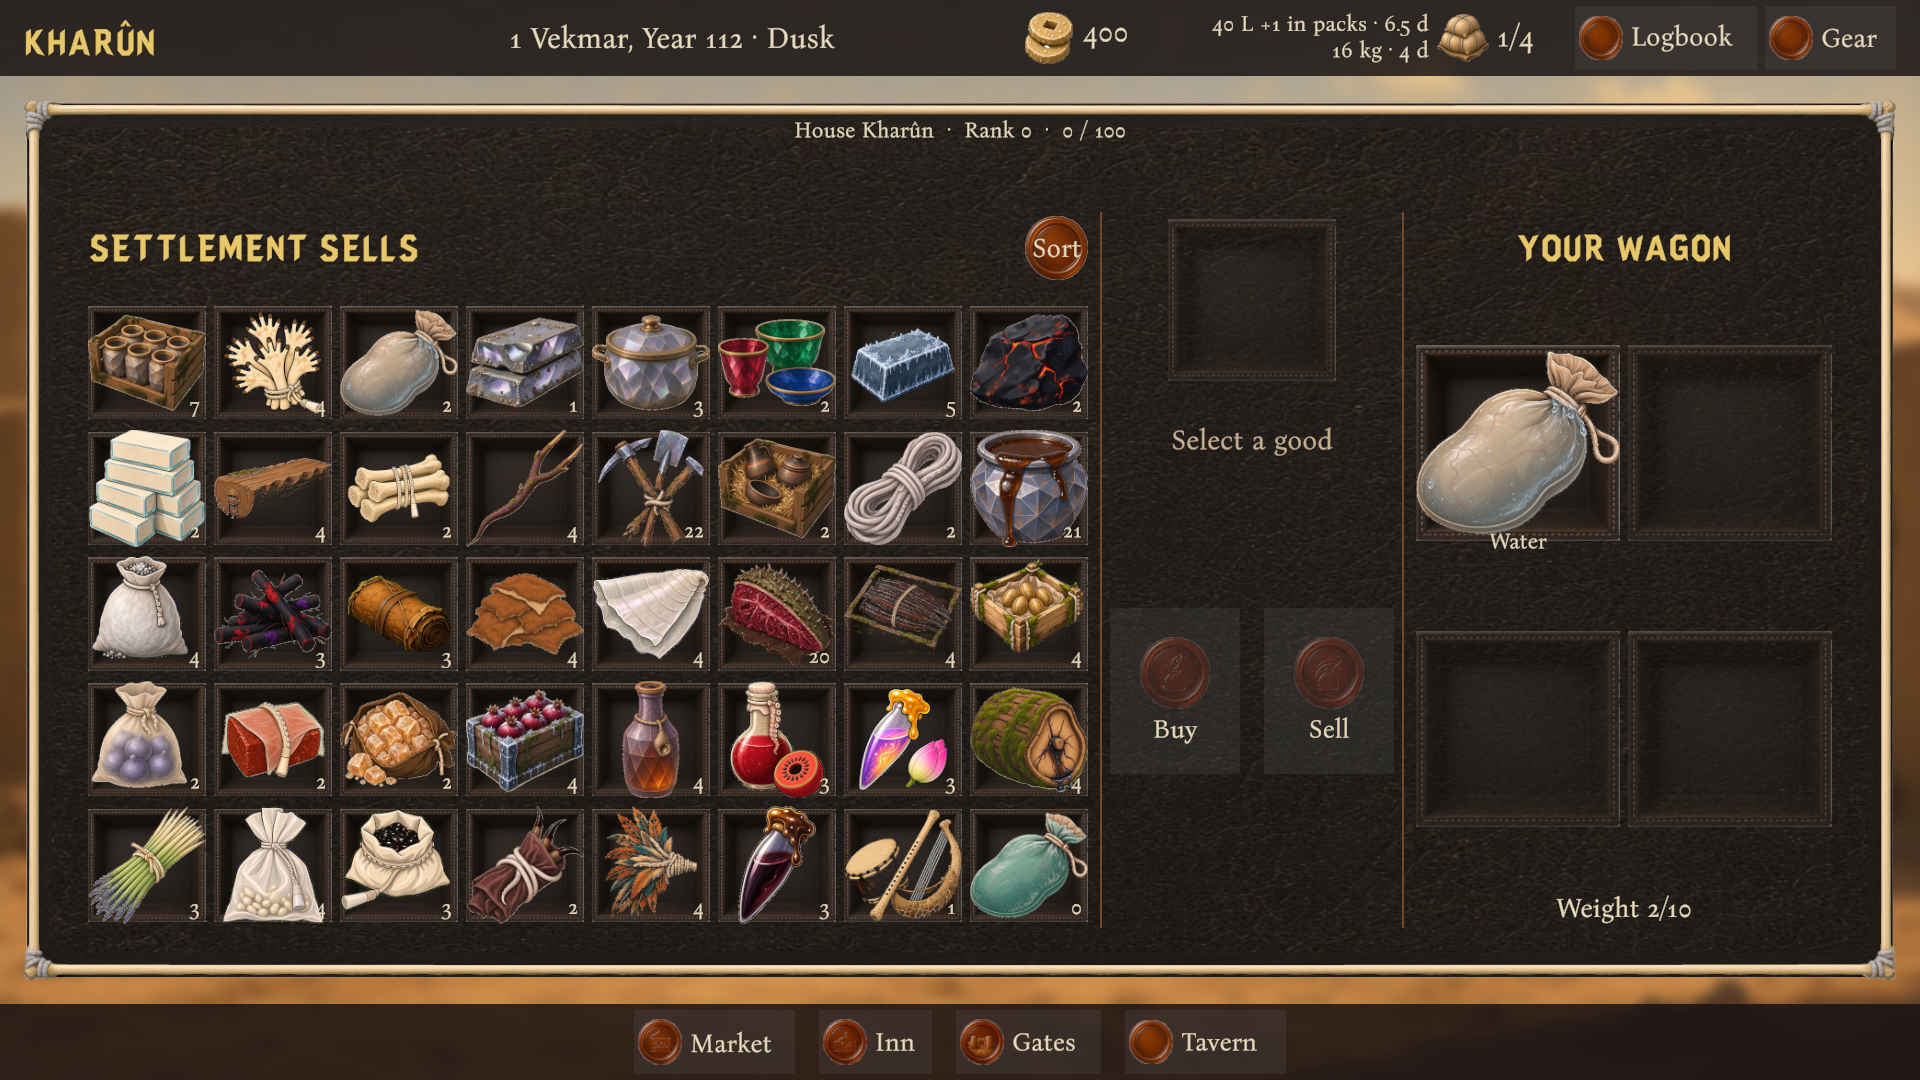 KHARÛN
1 Vekmar, Year 112 · Dusk
400
40 L +1 in packs · 6.5 d
16 kg · 4 d
1/4
Logbook
Gear
House Kharûn · Rank 0 · 0 / 100
SETTLEMENT SELLS
Sort
YOUR WAGON
7 4 2 1 3 2 5 2
2 4 2 4 22 2 2 21
4 3 3 4 4 20 4 4
2 2 2 4 4 3 3 4
3 4 3 2 4 3 1 0
Select a good
Buy
Sell
Water
Weight 2/10
Market
Inn
Gates
Tavern